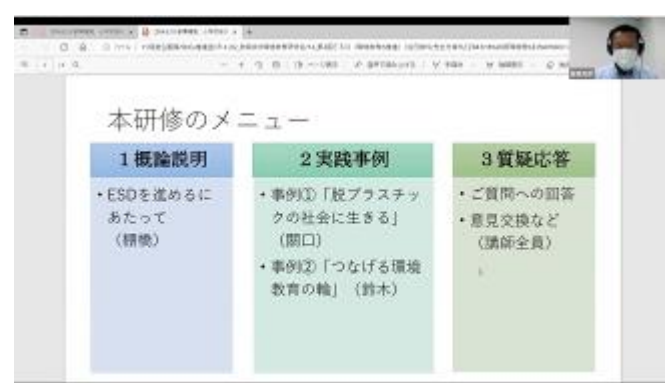 本研修のメニュー
1 概論説明
・ESDを進めるに
あたって
（棚橋）
2 実践事例
・事例①「脱プラスチッ
クの社会に生きる」
（関口）
・事例②「つなげる環境
教育の輪」（鈴木）
3 質疑応答
・ご質問への回答
・意見交換など
（講師全員）